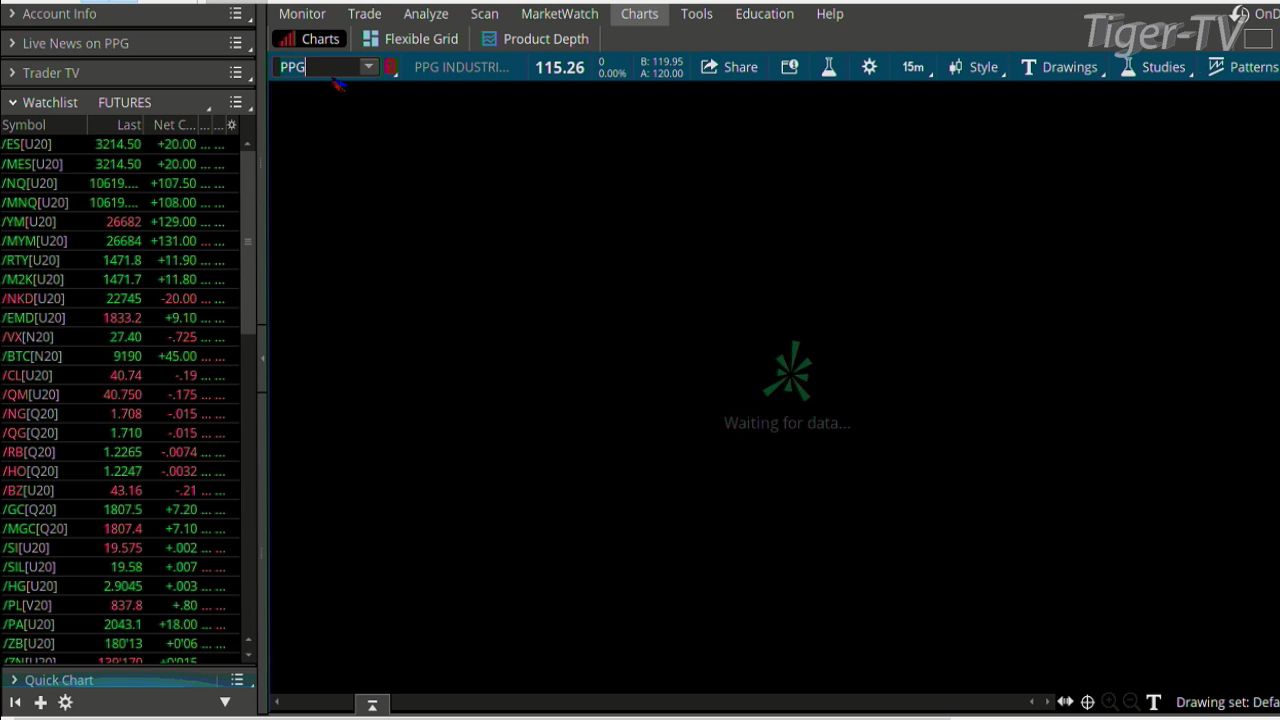 Account Info
Monitor Trade Analyze Scan MarketWatch Charts Tools Education Help OnD
Tiger-TV
Live News on PPG
Charts Flexible Grid Product Depth
Trader TV
PPG PPG INDUSTRI... 115.26 0 0.00% B: 119.95 A: 120.00 Share 15m Style Drawings Studies Patterns
Watchlist FUTURES
Symbol Last Net C... ... ...
/ES[U20] 3214.50 +20.00 ... ...
/MES[U20] 3214.50 +20.00 ... ...
/NQ[U20] 10619.... +107.50 ... ...
/MNQ[U20] 10619.... +108.00 ... ...
/YM[U20] 26682 +129.00 ... ...
/MYM[U20] 26684 +131.00 ... ...
/RTY[U20] 1471.8 +11.90 ... ...
/M2K[U20] 1471.7 +11.80 ... ...
/NKD[U20] 22745 -20.00 ... ...
/EMD[U20] 1833.2 +9.10 ... ...
/VX[N20] 27.40 -.725 ... ...
/BTC[N20] 9190 +45.00 ... ...
/CL[U20] 40.74 -.19 ... ...
/QM[U20] 40.750 -.175 ... ...
/NG[Q20] 1.708 -.015 ... ...
/QG[Q20] 1.710 -.015 ... ...
/RB[Q20] 1.2265 -.0074 ... ...
/HO[Q20] 1.2247 -.0032 ... ...
/BZ[U20] 43.16 -.21 ... ...
/GC[Q20] 1807.5 +7.20 ... ...
/MGC[Q20] 1807.4 +7.10 ... ...
/SI[U20] 19.575 +.002 ... ...
/SIL[U20] 19.58 +.007 ... ...
/HG[U20] 2.9045 +.003 ... ...
/PL[V20] 837.8 +.80 ... ...
/PA[U20] 2043.1 +18.00 ... ...
/ZB[U20] 180'13 +0'06 ... ...
/ZN[U20] 139'170 +0'015 ... ...
Waiting for data...
Quick Chart
T Drawing set: Defa